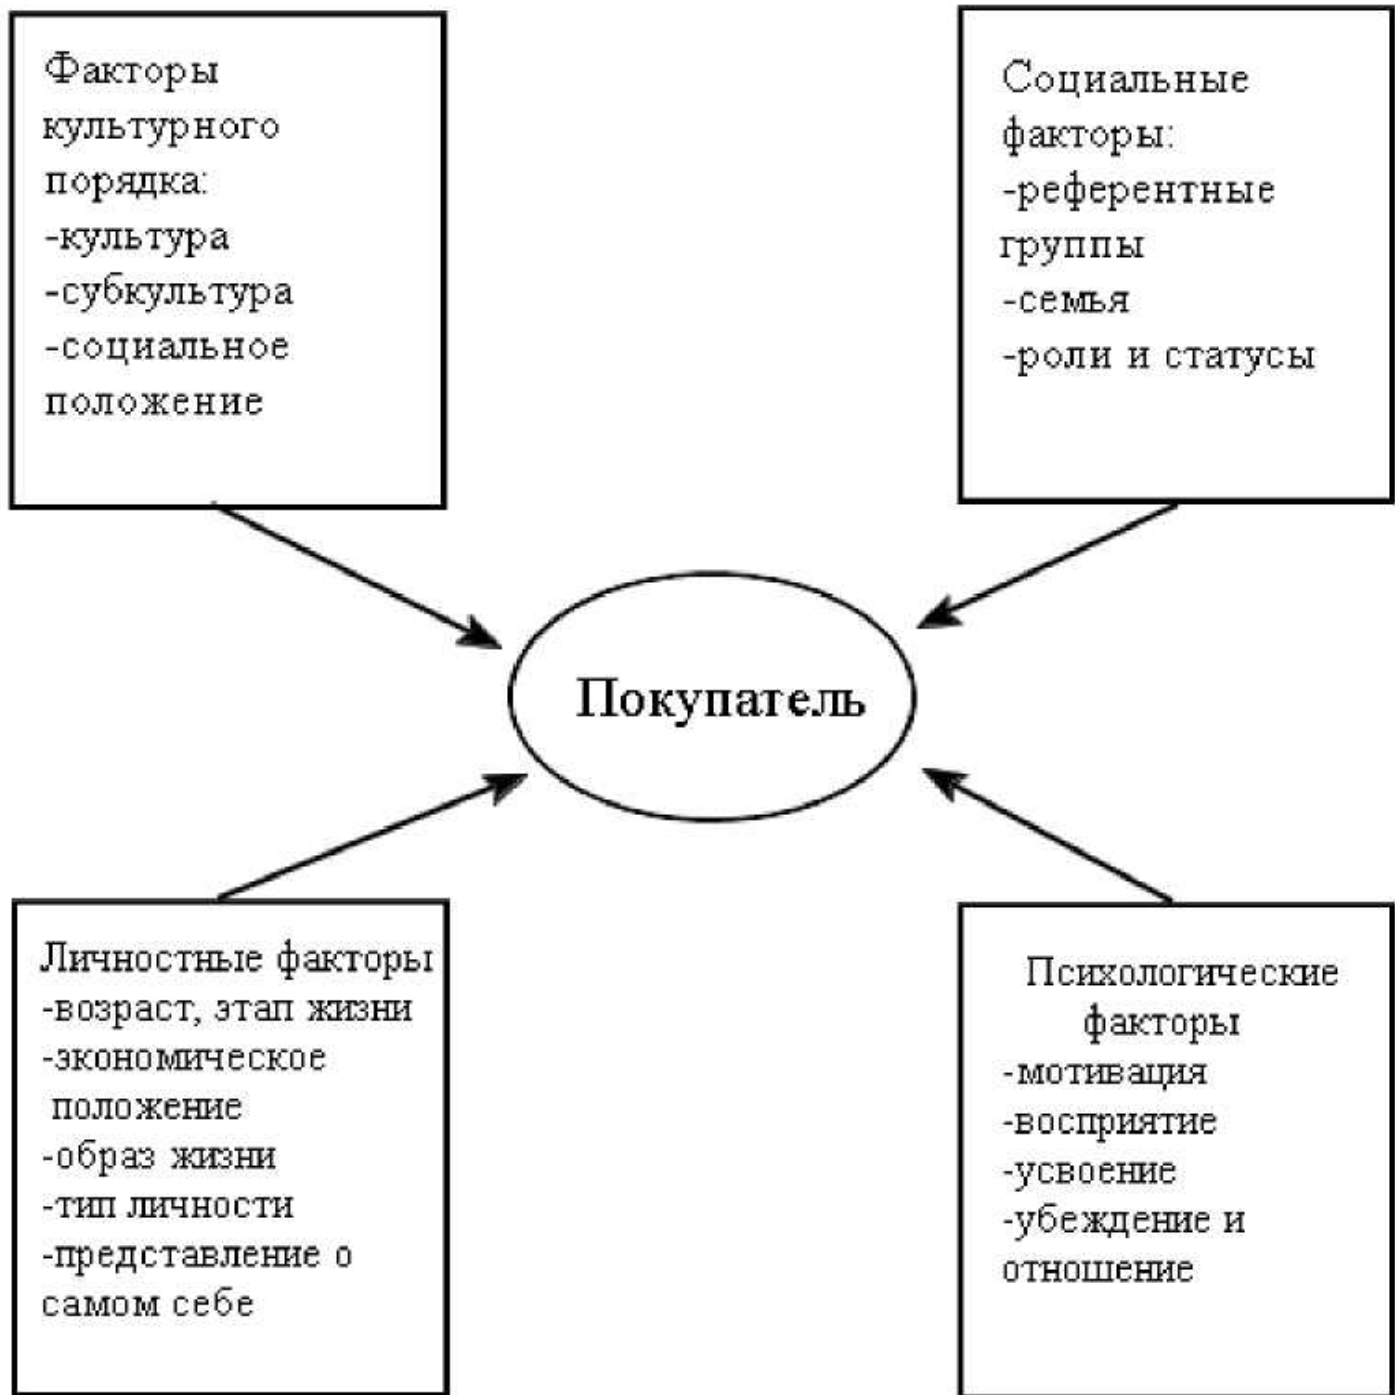 Факторы
культурного
порядка:
-культура
-субкультура
-социальное
положение
Социальные
факторы:
-референтные
группы
-семья
-роли и статусы
Покупатель
Личностные факторы
-возраст, этап жизни
-экономическое
положение
-образ жизни
-тип личности
-представление о
самом себе
Психологические
факторы
-мотивация
-восприятие
-усвоение
-убеждение и
отношение